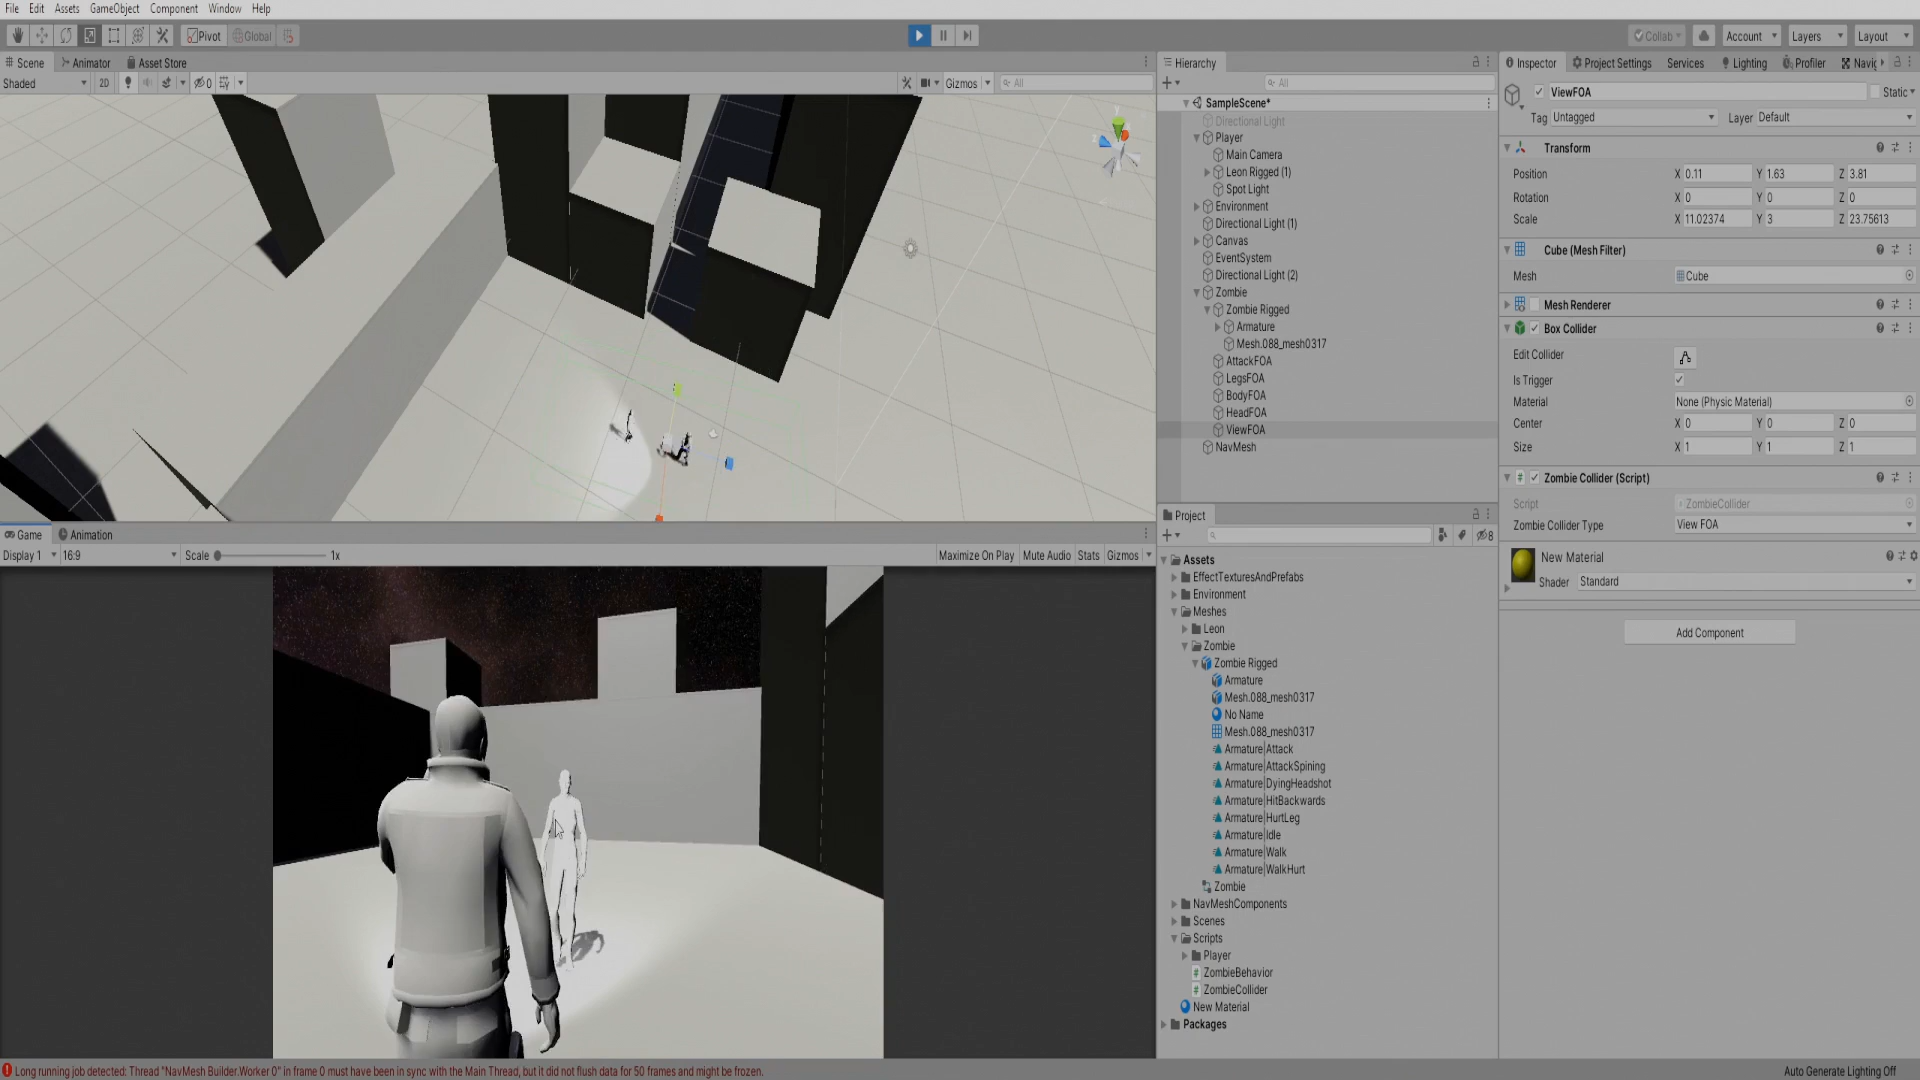 File Edit Assets GameObject Component Window Help
Pivot Global Collab Account Layers Layout
Scene Animator Asset Store
Shaded 2D 0 Gizmos All
Game Animation
Display 1 16:9 Scale 1x Maximize On Play Mute Audio Stats Gizmos
Hierarchy
All
SampleScene*
Directional Light
Player
Main Camera
Leon Rigged (1)
Spot Light
Environment
Directional Light (1)
Canvas
EventSystem
Directional Light (2)
Zombie
Zombie Rigged
Armature
Mesh.088_mesh0317
AttackFOA
LegsFOA
BodyFOA
HeadFOA
ViewFOA
NavMesh
Project
8
Assets
EffectTexturesAndPrefabs
Environment
Meshes
Leon
Zombie
Zombie Rigged
Armature
Mesh.088_mesh0317
No Name
Mesh.088_mesh0317
Armature|Attack
Armature|AttackSpining
Armature|DyingHeadshot
Armature|HitBackwards
Armature|HurtLeg
Armature|Idle
Armature|Walk
Armature|WalkHurt
Zombie
NavMeshComponents
Scenes
Scripts
Player
ZombieBehavior
ZombieCollider
New Material
Packages
Inspector Project Settings Services Lighting Profiler Navig
ViewFOA Static
Tag Untagged Layer Default
Transform
Position X 0.11 Y 1.63 Z 3.81
Rotation X 0 Y 0 Z 0
Scale X 11.02374 Y 3 Z 23.75613
Cube (Mesh Filter)
Mesh Cube
Mesh Renderer
Box Collider
Edit Collider
Is Trigger
Material None (Physic Material)
Center X 0 Y 0 Z 0
Size X 1 Y 1 Z 1
Zombie Collider (Script)
Script ZombieCollider
Zombie Collider Type View FOA
New Material
Shader Standard
Add Component
Long running job detected: Thread "NavMesh Builder.Worker 0" in frame 0 must have been in sync with the Main Thread, but it did not flush data for 50 frames and might be frozen.
Auto Generate Lighting Off